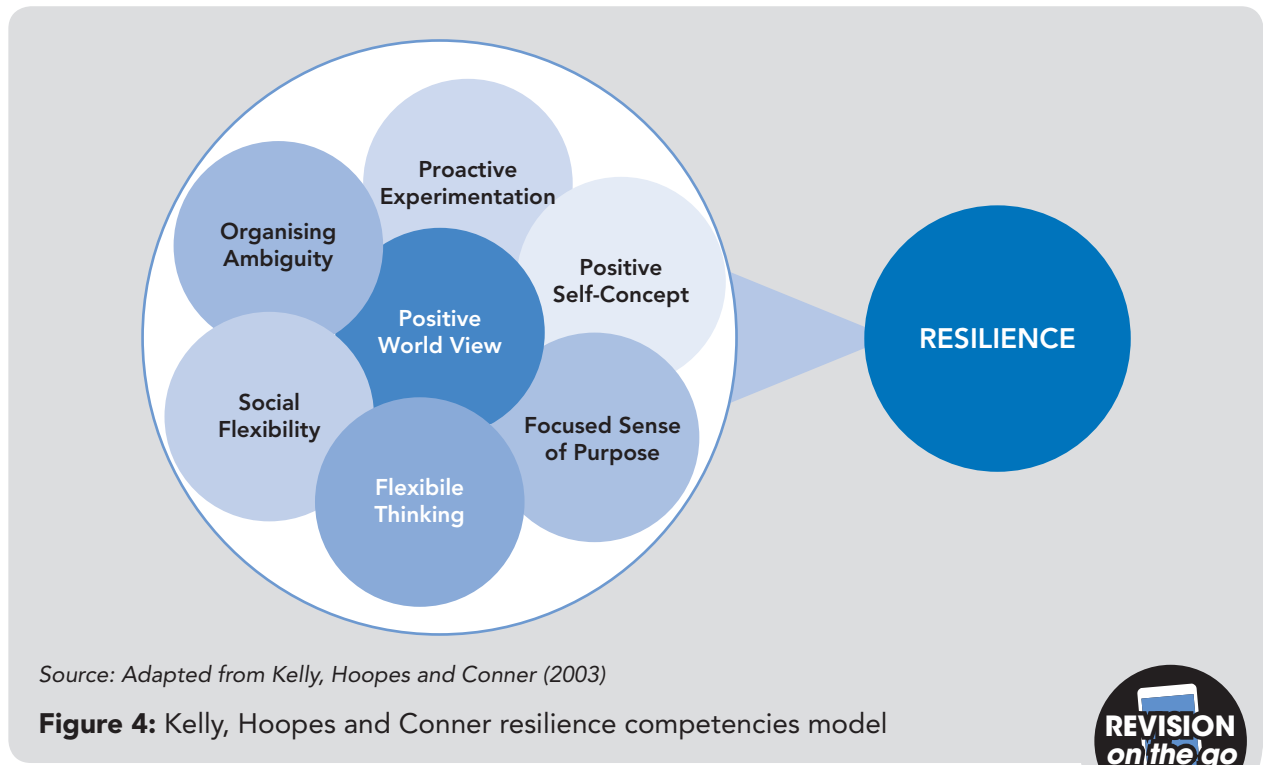 Proactive
Experimentation
Organising
Ambiguity
Positive
Self-Concept
Positive
World View
Social
Flexibility
Focused Sense
of Purpose
Flexibile
Thinking
RESILIENCE
Source: Adapted from Kelly, Hoopes and Conner (2003)
Figure 4: Kelly, Hoopes and Conner resilience competencies model
REVISION
on the go